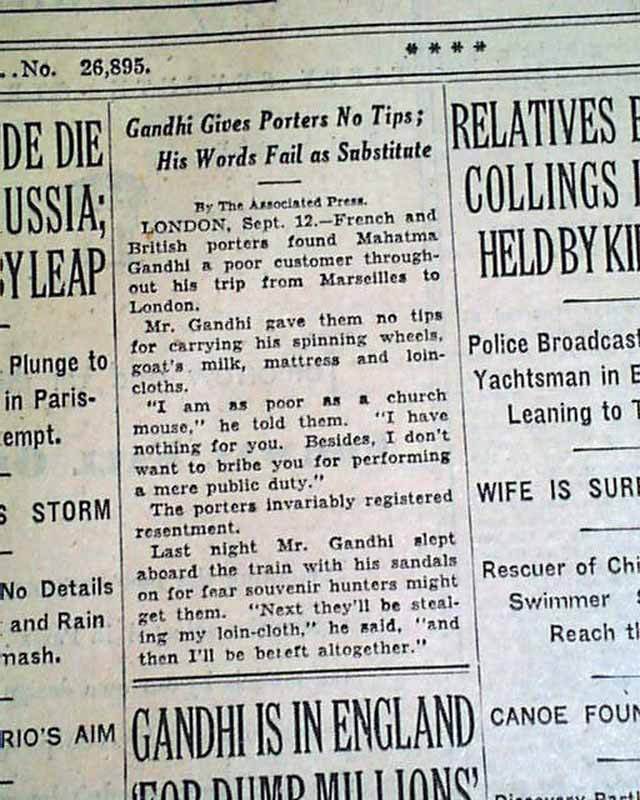 ..No. 26,895.
* * * *
DE DIE
USSIA;
BY LEAP
Plunge to
in Paris-
empt.
S STORM
No Details
and Rain
mash.
RIO'S AIM
Gandhi Gives Porters No Tips;
His Words Fail as Substitute
By The Associated Press.
LONDON, Sept. 12.—French and
British porters found Mahatma
Gandhi a poor customer through-
out his trip from Marseilles to
London.
Mr. Gandhi gave them no tips
for carrying his spinning wheels,
goat's milk, mattress and loin-
cloths.
"I am as poor as a church
mouse," he told them. "I have
nothing for you. Besides, I don't
want to bribe you for performing
a mere public duty."
The porters invariably registered
resentment.
Last night Mr. Gandhi slept
aboard the train with his sandals
on for fear souvenir hunters might
get them. "Next they'll be steal-
ing my loin-cloth," he said, "and
then I'll be bereft altogether."
GANDHI IS IN ENGLAND
'FOR DUMB MILLIONS'
RELATIVES
COLLINGS
HELD BY KI
Police Broadcast
Yachtsman in E
Leaning to T
WIFE IS SUR
Rescuer of Chi
Swimmer
Reach t
CANOE FOUN
Discovery